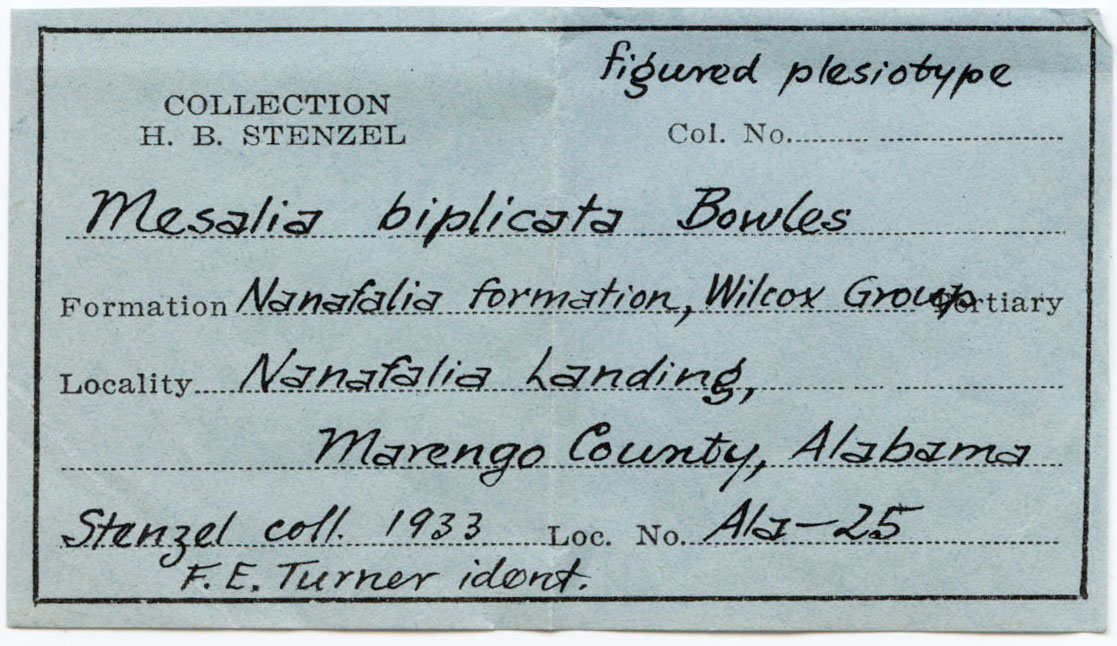 figured plesiotype
COLLECTION
H. B. STENZEL
Col. No.
Mesalia biplicata Bowles
Formation Nanafalia formation, Wilcox Group Tertiary
Locality Nanafalia Landing,
Marengo County, Alabama
Stenzel coll. 1933 Loc. No. Ala-25
F. E. Turner ident.